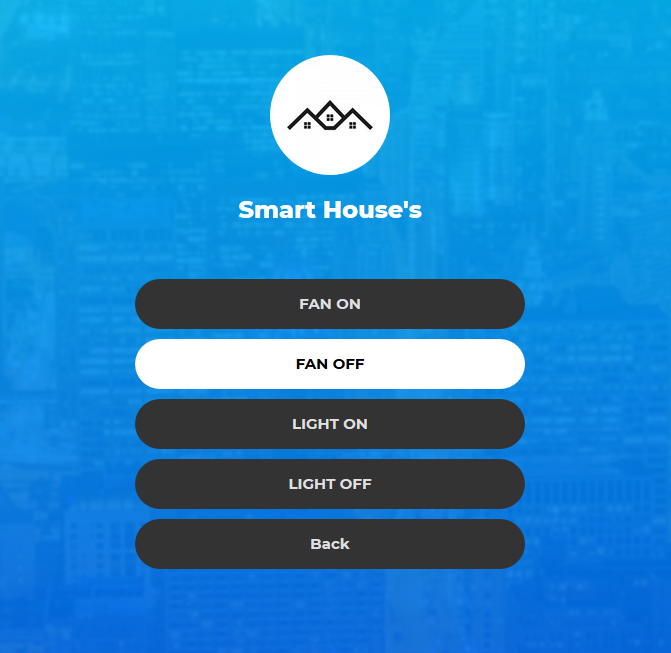 Smart House's
FAN ON
FAN OFF
LIGHT ON
LIGHT OFF
Back